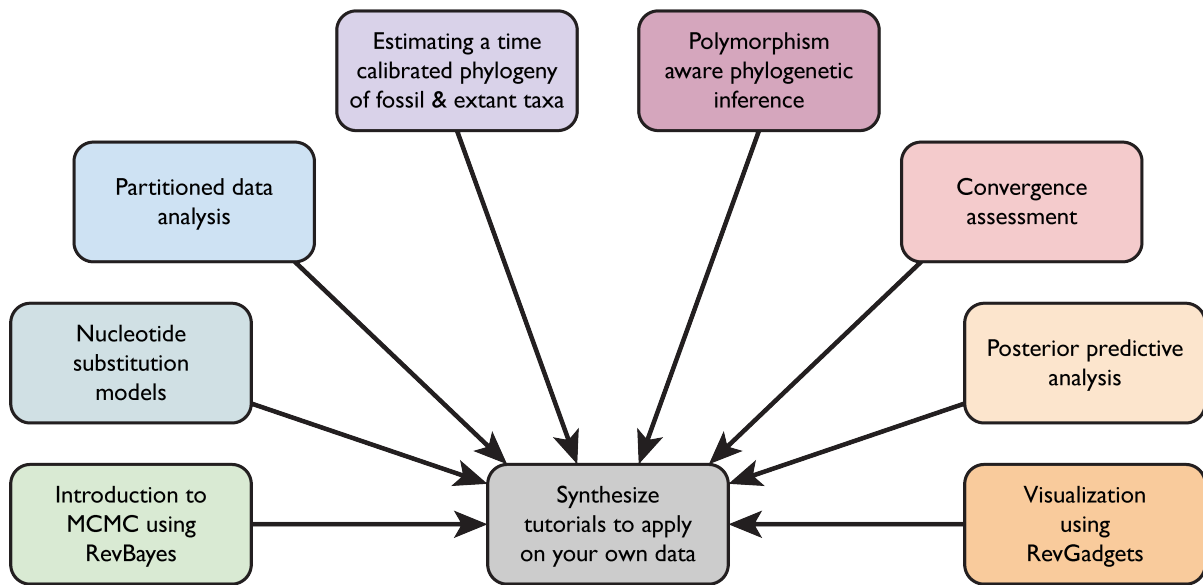 Estimating a time
calibrated phylogeny
of fossil & extant taxa
Polymorphism
aware phylogenetic
inference
Partitioned data
analysis
Convergence
assessment
Nucleotide
substitution
models
Posterior predictive
analysis
Introduction to
MCMC using
RevBayes
Synthesize
tutorials to apply
on your own data
Visualization
using
RevGadgets